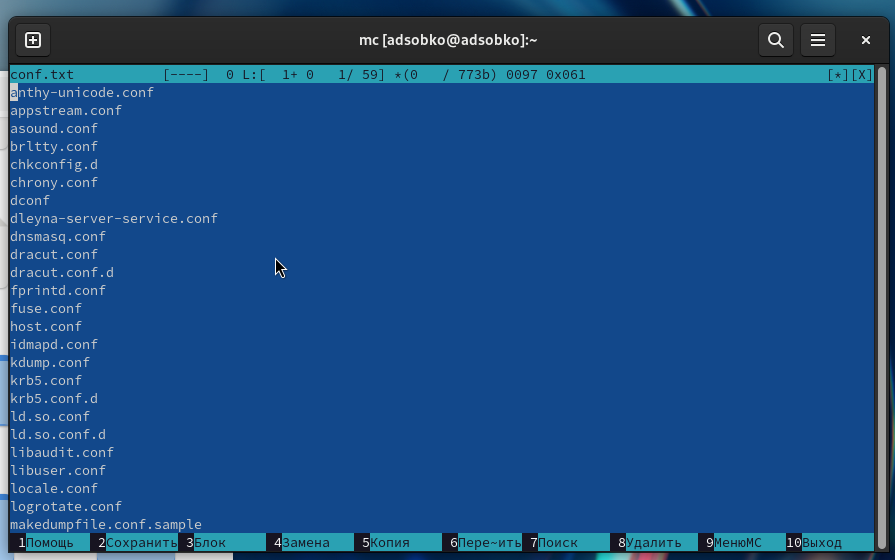 mc [adsobko@adsobko]:~
conf.txt [----] 0 L:[ 1+ 0 1/ 59] *(0 / 773b) 0097 0x061 [*][X]
anthy-unicode.conf
appstream.conf
asound.conf
brltty.conf
chkconfig.d
chrony.conf
dconf
dleyna-server-service.conf
dnsmasq.conf
dracut.conf
dracut.conf.d
fprintd.conf
fuse.conf
host.conf
idmapd.conf
kdump.conf
krb5.conf
krb5.conf.d
ld.so.conf
ld.so.conf.d
libaudit.conf
libuser.conf
locale.conf
logrotate.conf
makedumpfile.conf.sample
1Помощь 2Сохранить 3Блок 4Замена 5Копия 6Пере~ить 7Поиск 8Удалить 9МенюMC 10Выход